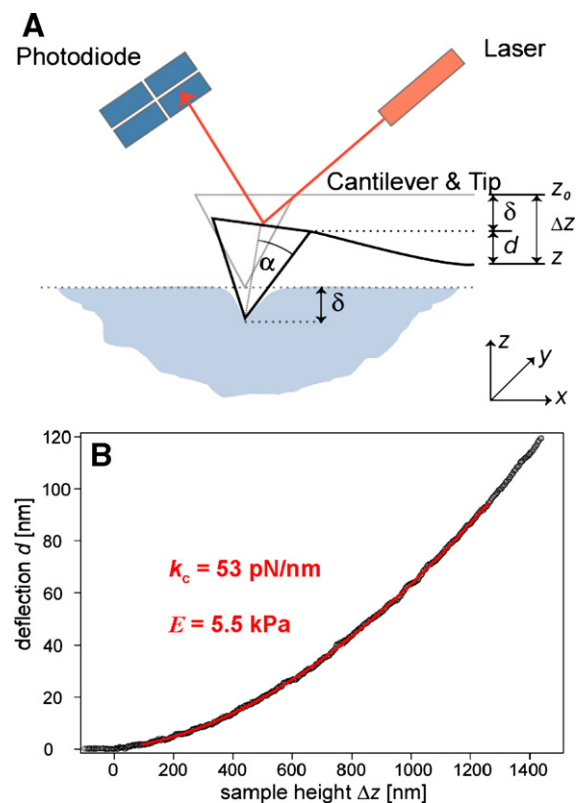 A
Photodiode
Laser
Cantilever & Tip
z₀
δ
Δz
d
z
α
δ
z
y
x
B
120
100
80
60
40
20
0
deflection d [nm]
k_c = 53 pN/nm
E = 5.5 kPa
0 200 400 600 800 1000 1200 1400
sample height Δz [nm]